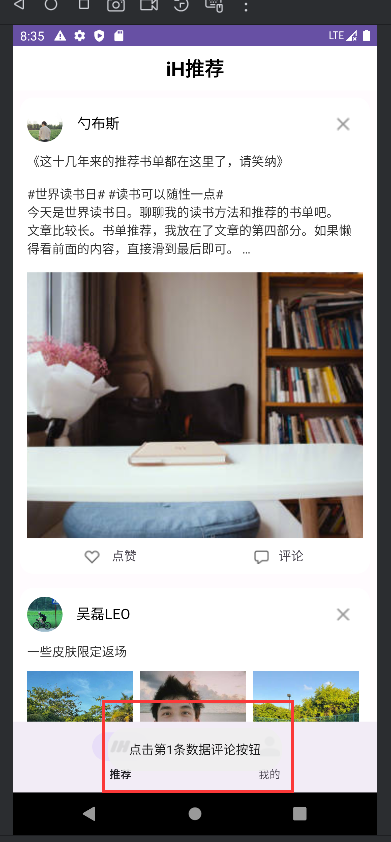 8:35
LTE
iH推荐
勺布斯
《这十几年来的推荐书单都在这里了，请笑纳》
#世界读书日# #读书可以随性一点#
今天是世界读书日。聊聊我的读书方法和推荐的书单吧。
文章比较长。书单推荐，我放在了文章的第四部分。如果懒
得看前面的内容，直接滑到最后即可。 ...
点赞
评论
吴磊LEO
一些皮肤限定返场
iH
点击第1条数据评论按钮
推荐
我的